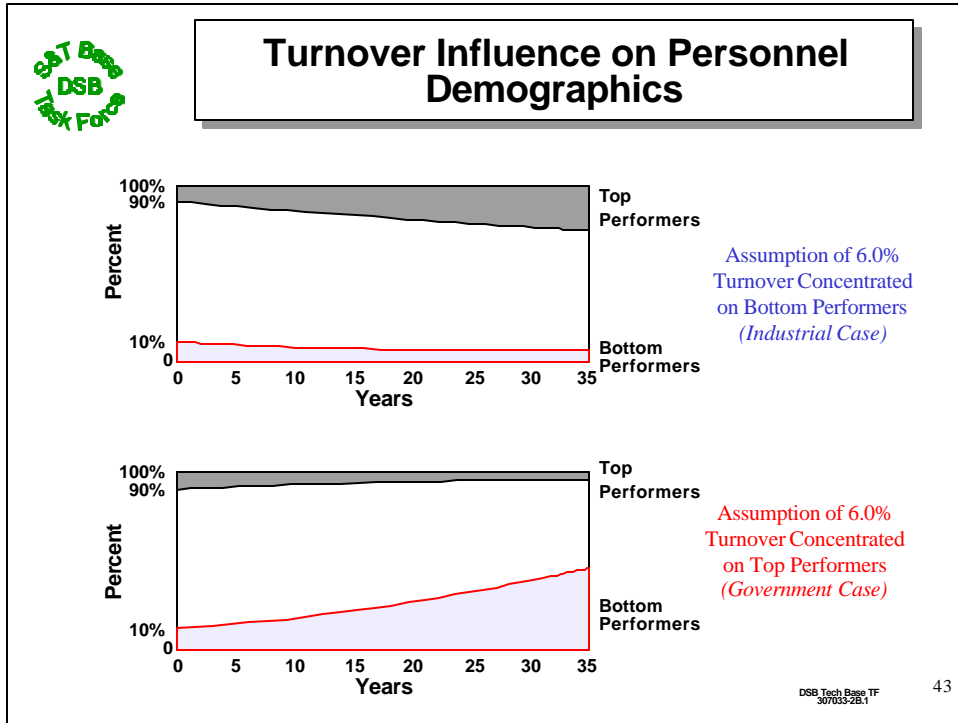 S&T Base
DSB
Task Force
Turnover Influence on Personnel
Demographics
100%
90%
10%
0
Percent
0 5 10 15 20 25 30 35
Years
Top
Performers
Bottom
Performers
Assumption of 6.0%
Turnover Concentrated
on Bottom Performers
(Industrial Case)
100%
90%
10%
0
Percent
0 5 10 15 20 25 30 35
Years
Top
Performers
Bottom
Performers
Assumption of 6.0%
Turnover Concentrated
on Top Performers
(Government Case)
DSB Tech Base TF
307033-2B.1
43